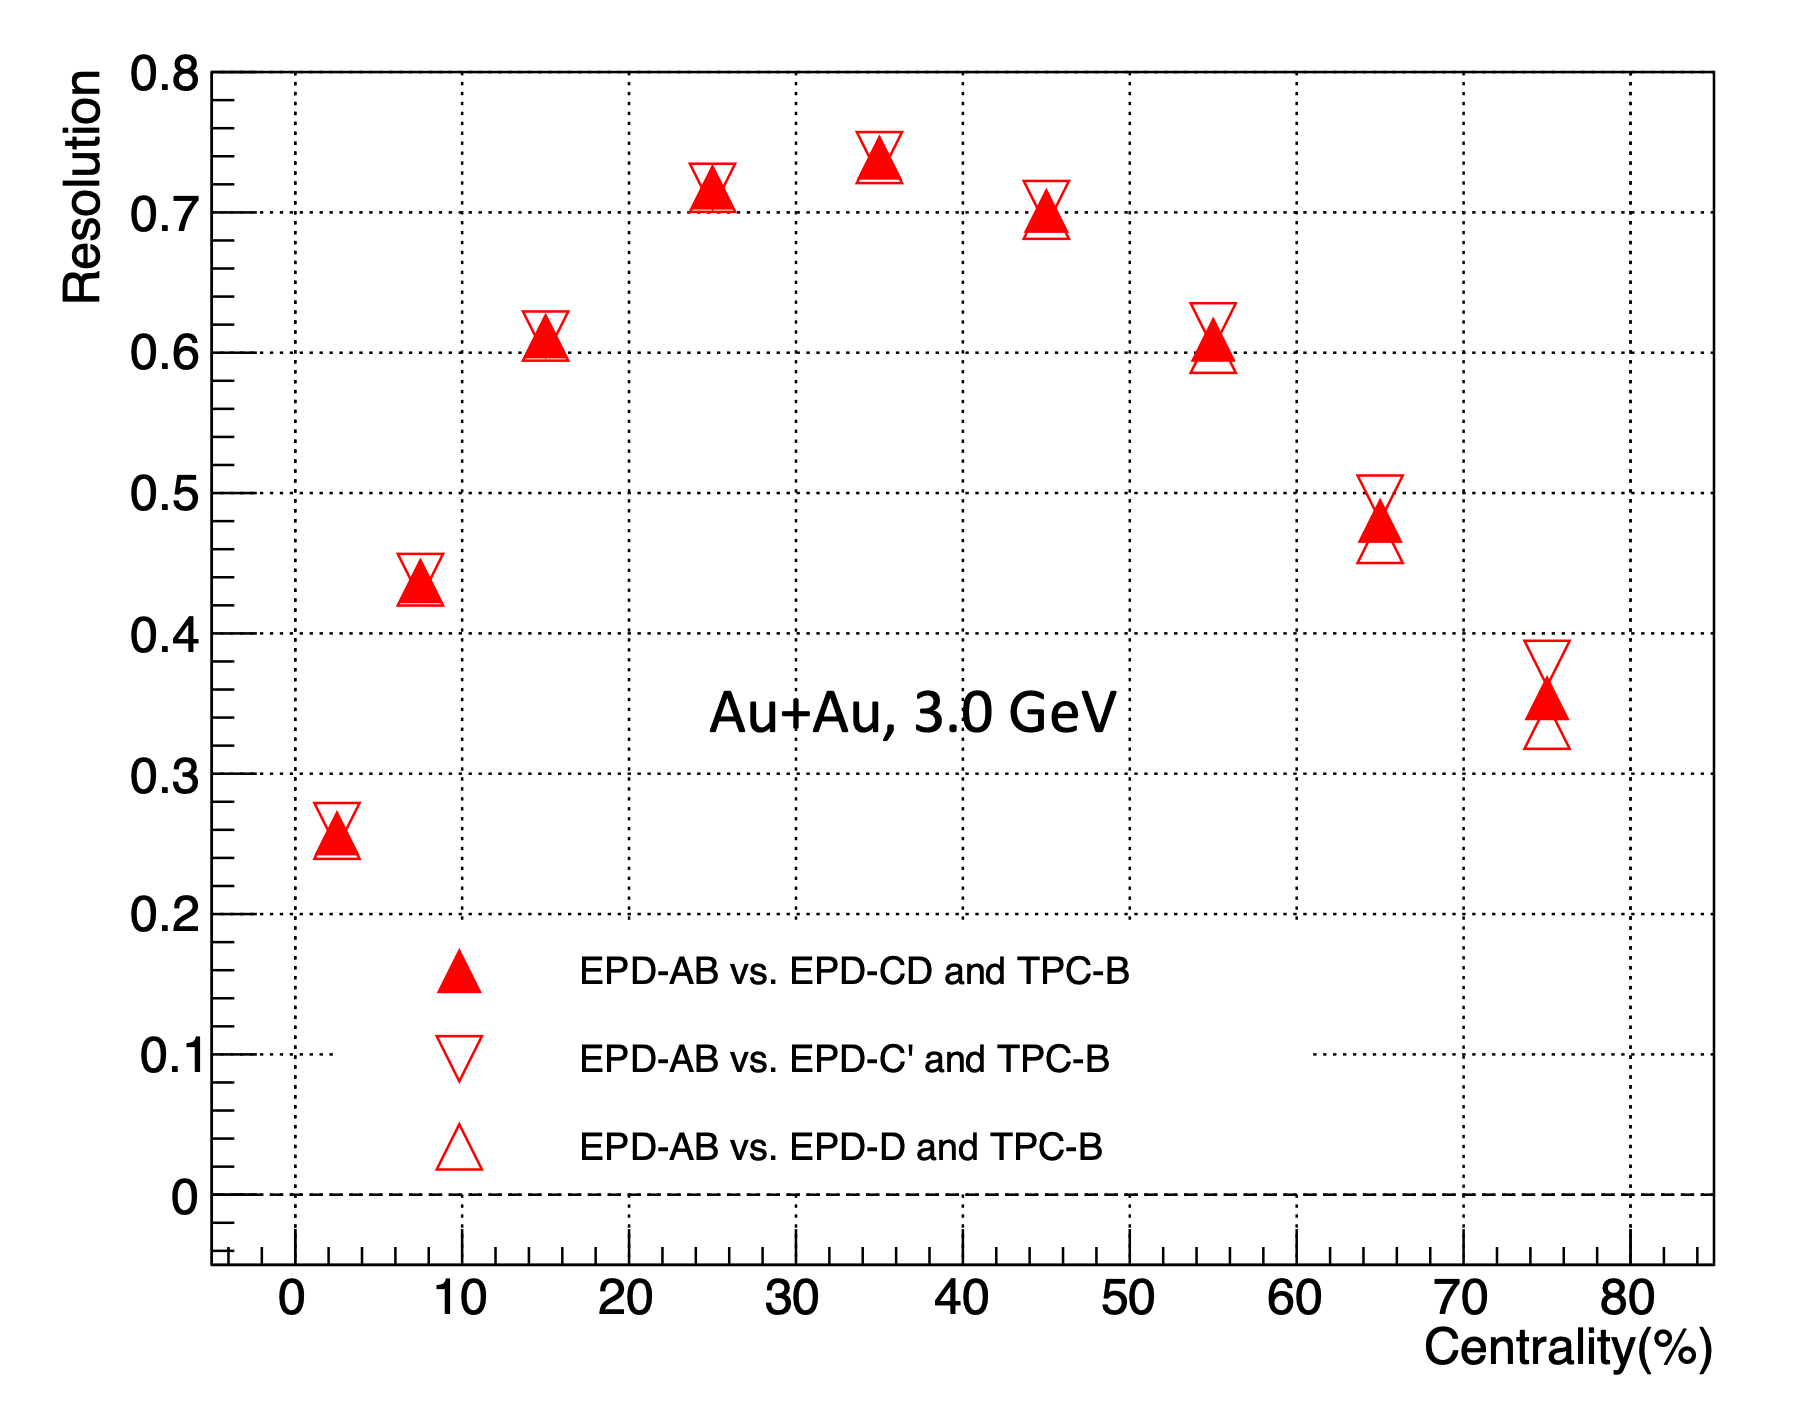 Resolution
0.8
0.7
0.6
0.5
0.4
0.3
0.2
0.1
0
Au+Au, 3.0 GeV
EPD-AB vs. EPD-CD and TPC-B
EPD-AB vs. EPD-C' and TPC-B
EPD-AB vs. EPD-D and TPC-B
0 10 20 30 40 50 60 70 80
Centrality(%)